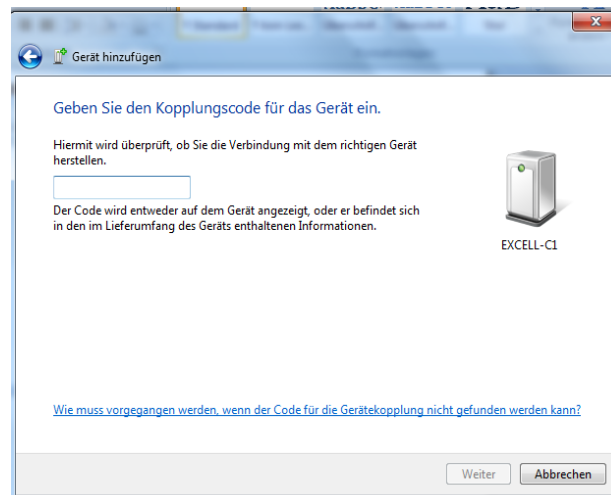 Gerät hinzufügen
Geben Sie den Kopplungscode für das Gerät ein.
Hiermit wird überprüft, ob Sie die Verbindung mit dem richtigen Gerät
herstellen.
Der Code wird entweder auf dem Gerät angezeigt, oder er befindet sich
in den im Lieferumfang des Geräts enthaltenen Informationen.
EXCELL-C1
Wie muss vorgegangen werden, wenn der Code für die Gerätekopplung nicht gefunden werden kann?
Weiter
Abbrechen